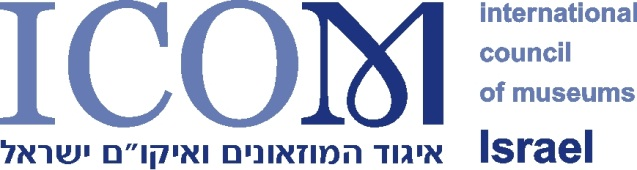 ICOM
איגוד המוזאונים ואיקו״ם ישראל
international
council
of museums
Israel